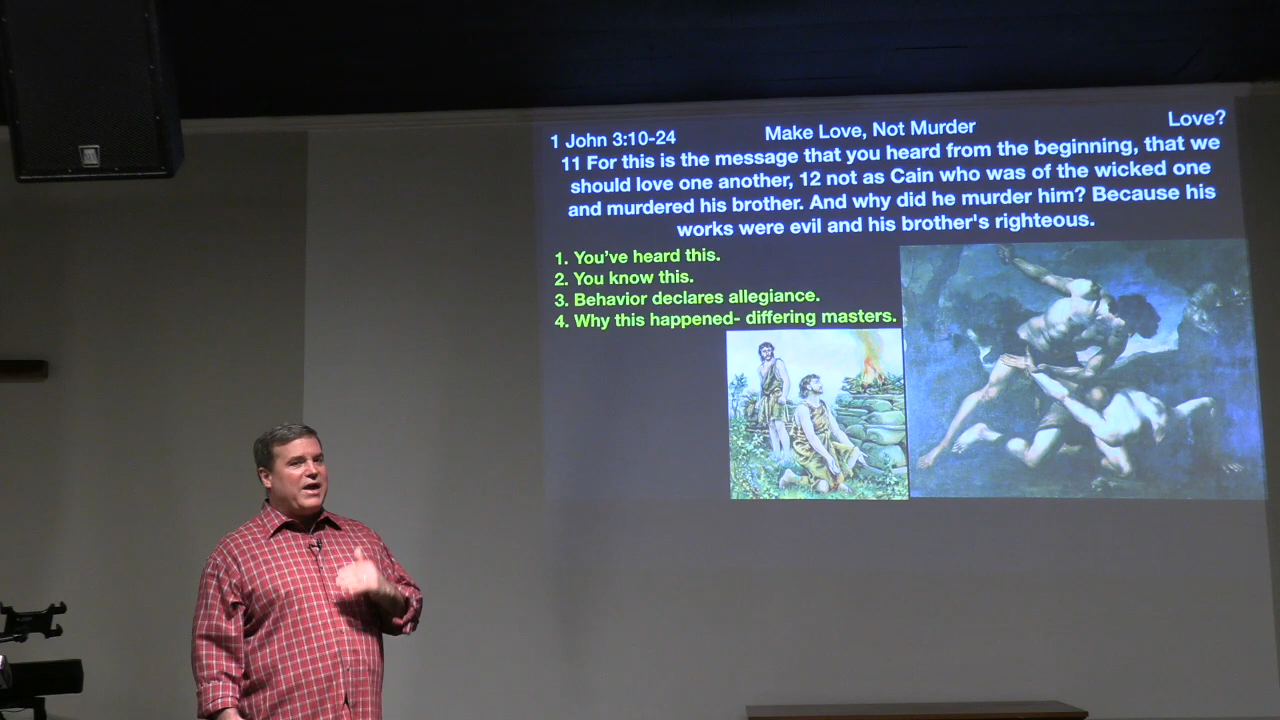 1 John 3:10-24 Make Love, Not Murder Love?
11 For this is the message that you heard from the beginning, that we
should love one another, 12 not as Cain who was of the wicked one
and murdered his brother. And why did he murder him? Because his
works were evil and his brother's righteous.
1. You've heard this.
2. You know this.
3. Behavior declares allegiance.
4. Why this happened- differing masters.